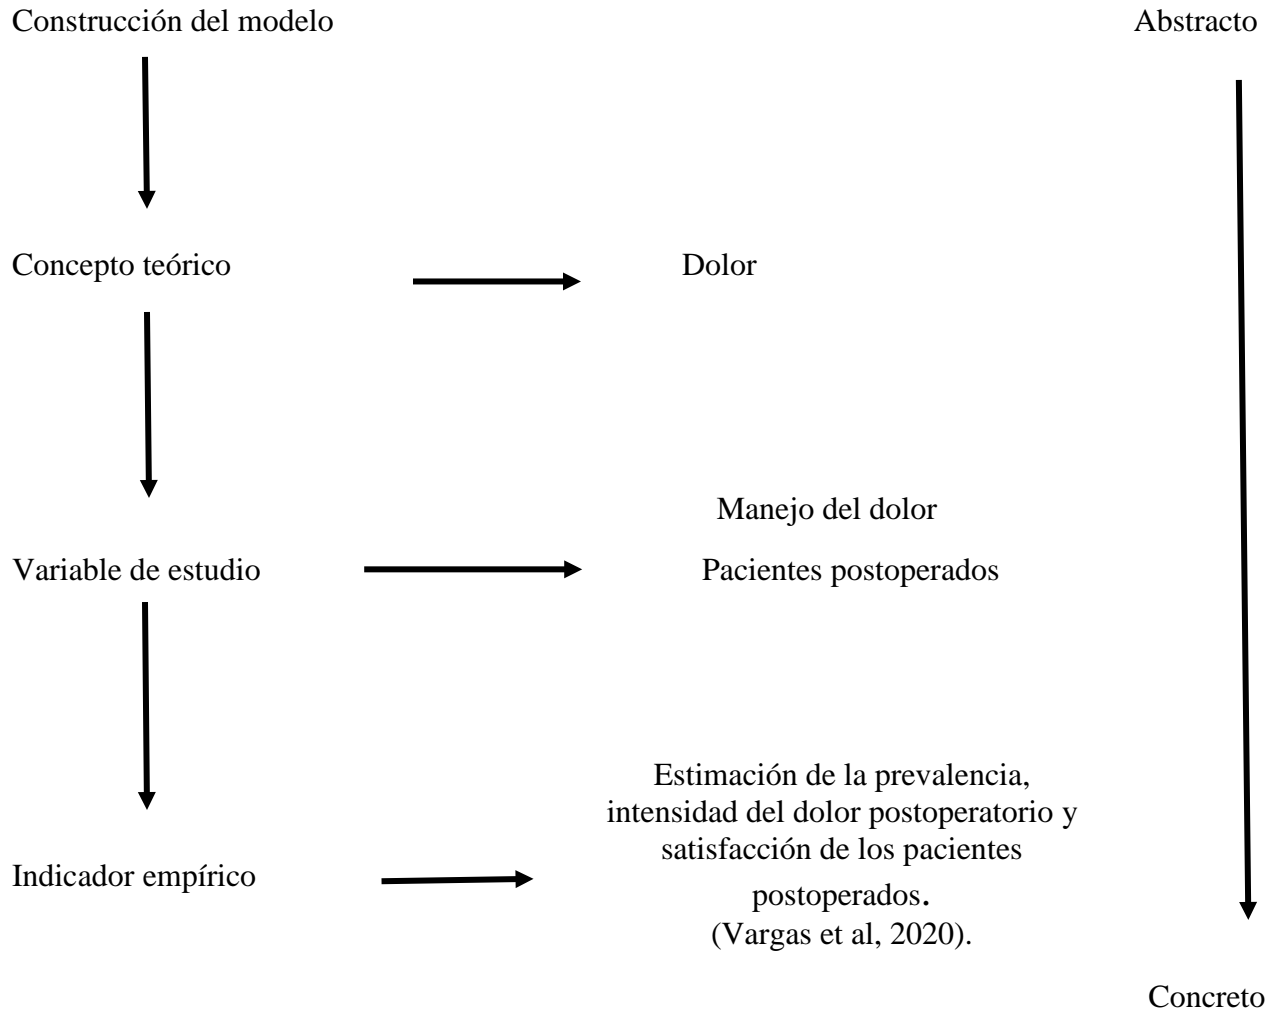 Construcción del modelo
Abstracto
Concepto teórico
Dolor
Manejo del dolor
Variable de estudio
Pacientes postoperados
Estimación de la prevalencia,
intensidad del dolor postoperatorio y
satisfacción de los pacientes
postoperados.
(Vargas et al, 2020).
Indicador empírico
Concreto